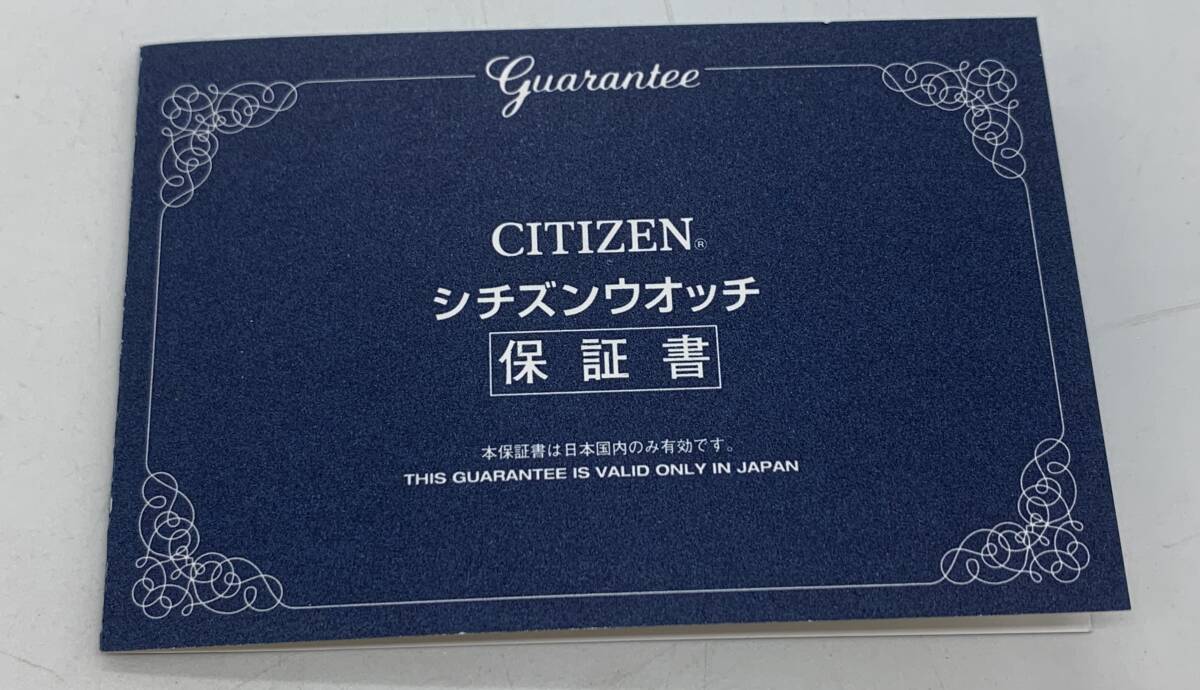 Guarantee
CITIZEN®
シチズンウオッチ
保証書
本保証書は日本国内のみ有効です。
THIS GUARANTEE IS VALID ONLY IN JAPAN